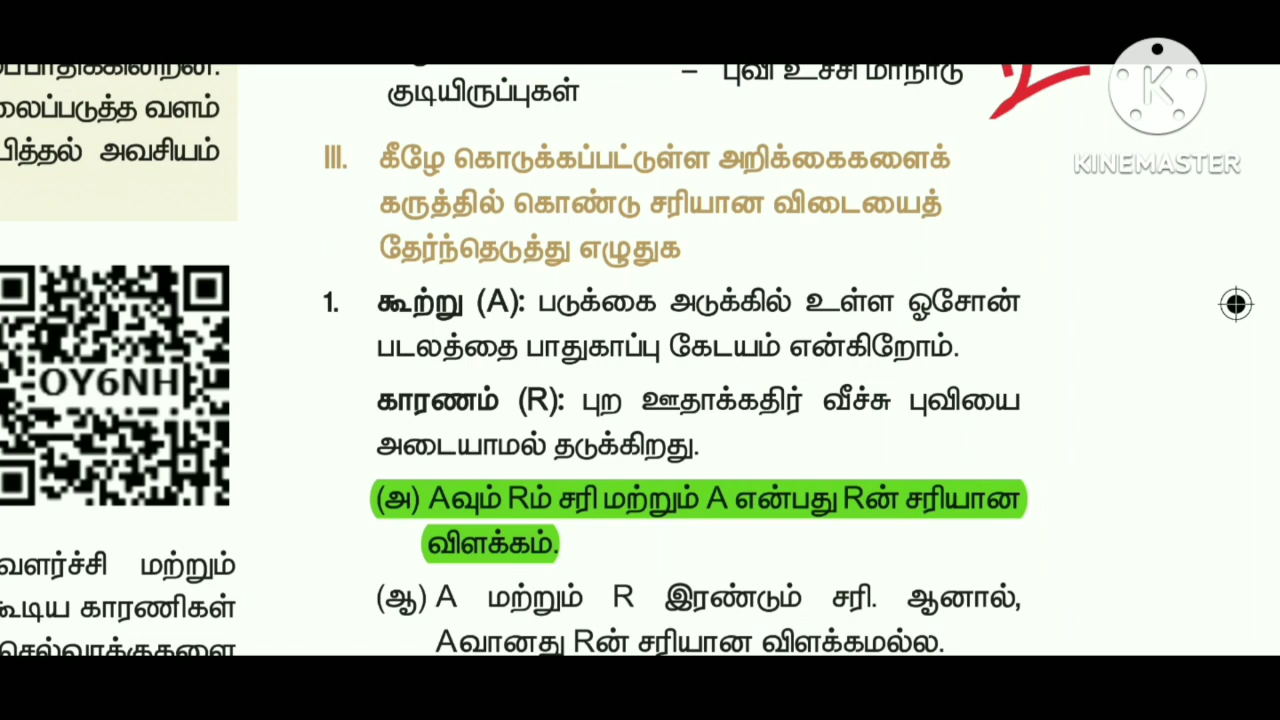 லைப்படுத்த வளம்
பித்தல் அவசியம்
OY6NH
வளர்ச்சி மற்றும்
கூடிய காரணிகள்
செல்வாக்குகளை
குடியிருப்புகள்
– புவி உச்சி மாநாடு
III. கீழே கொடுக்கப்பட்டுள்ள அறிக்கைகளைக்
கருத்தில் கொண்டு சரியான விடையைத்
தேர்ந்தெடுத்து எழுதுக
1. கூற்று (A): படுக்கை அடுக்கில் உள்ள ஓசோன்
படலத்தை பாதுகாப்பு கேடயம் என்கிறோம்.
காரணம் (R): புற ஊதாக்கதிர் வீச்சு புவியை
அடையாமல் தடுக்கிறது.
(அ) Aவும் Rம் சரி மற்றும் A என்பது Rன் சரியான
விளக்கம்.
(ஆ) A மற்றும் R இரண்டும் சரி. ஆனால்,
Aவானது Rன் சரியான விளக்கமல்ல.
K
KINEMASTER